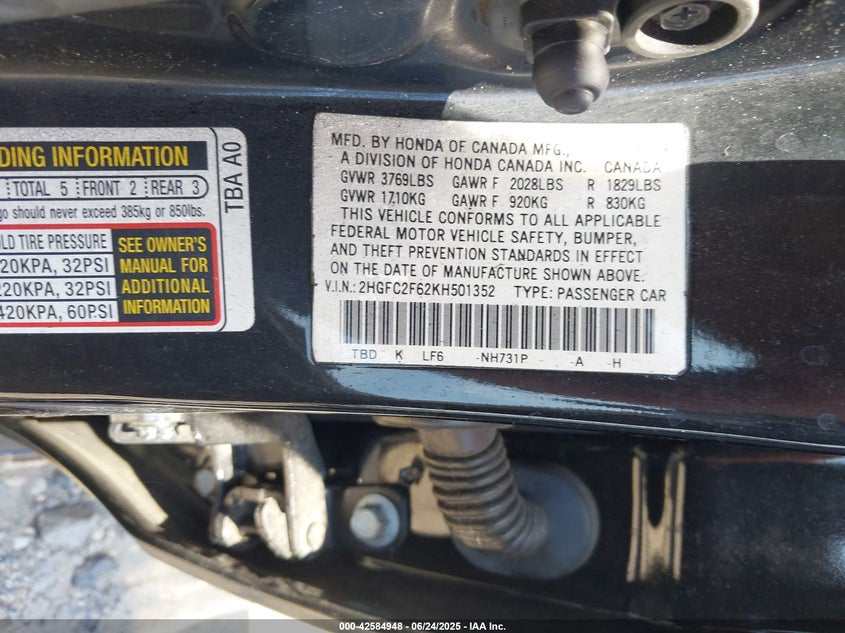 DING INFORMATION
TOTAL 5 FRONT 2 REAR 3
go should never exceed 385kg or 850lbs.
LD TIRE PRESSURE
20KPA, 32PSI
220KPA, 32PSI
420KPA, 60PSI
SEE OWNER'S
MANUAL FOR
ADDITIONAL
INFORMATION
TBA A0
MFD. BY HONDA OF CANADA MFG.,
A DIVISION OF HONDA CANADA INC. CANADA
GVWR 3769LBS GAWR F 2028LBS R 1829LBS
GVWR 1710KG GAWR F 920KG R 830KG
THIS VEHICLE CONFORMS TO ALL APPLICABLE
FEDERAL MOTOR VEHICLE SAFETY, BUMPER,
AND THEFT PREVENTION STANDARDS IN EFFECT
ON THE DATE OF MANUFACTURE SHOWN ABOVE.
V.I.N.: 2HGFC2F62KH501352 TYPE: PASSENGER CAR
TBD K LF6 -NH731P -A -H
000-42584948 - 06/24/2025 - IAA Inc.